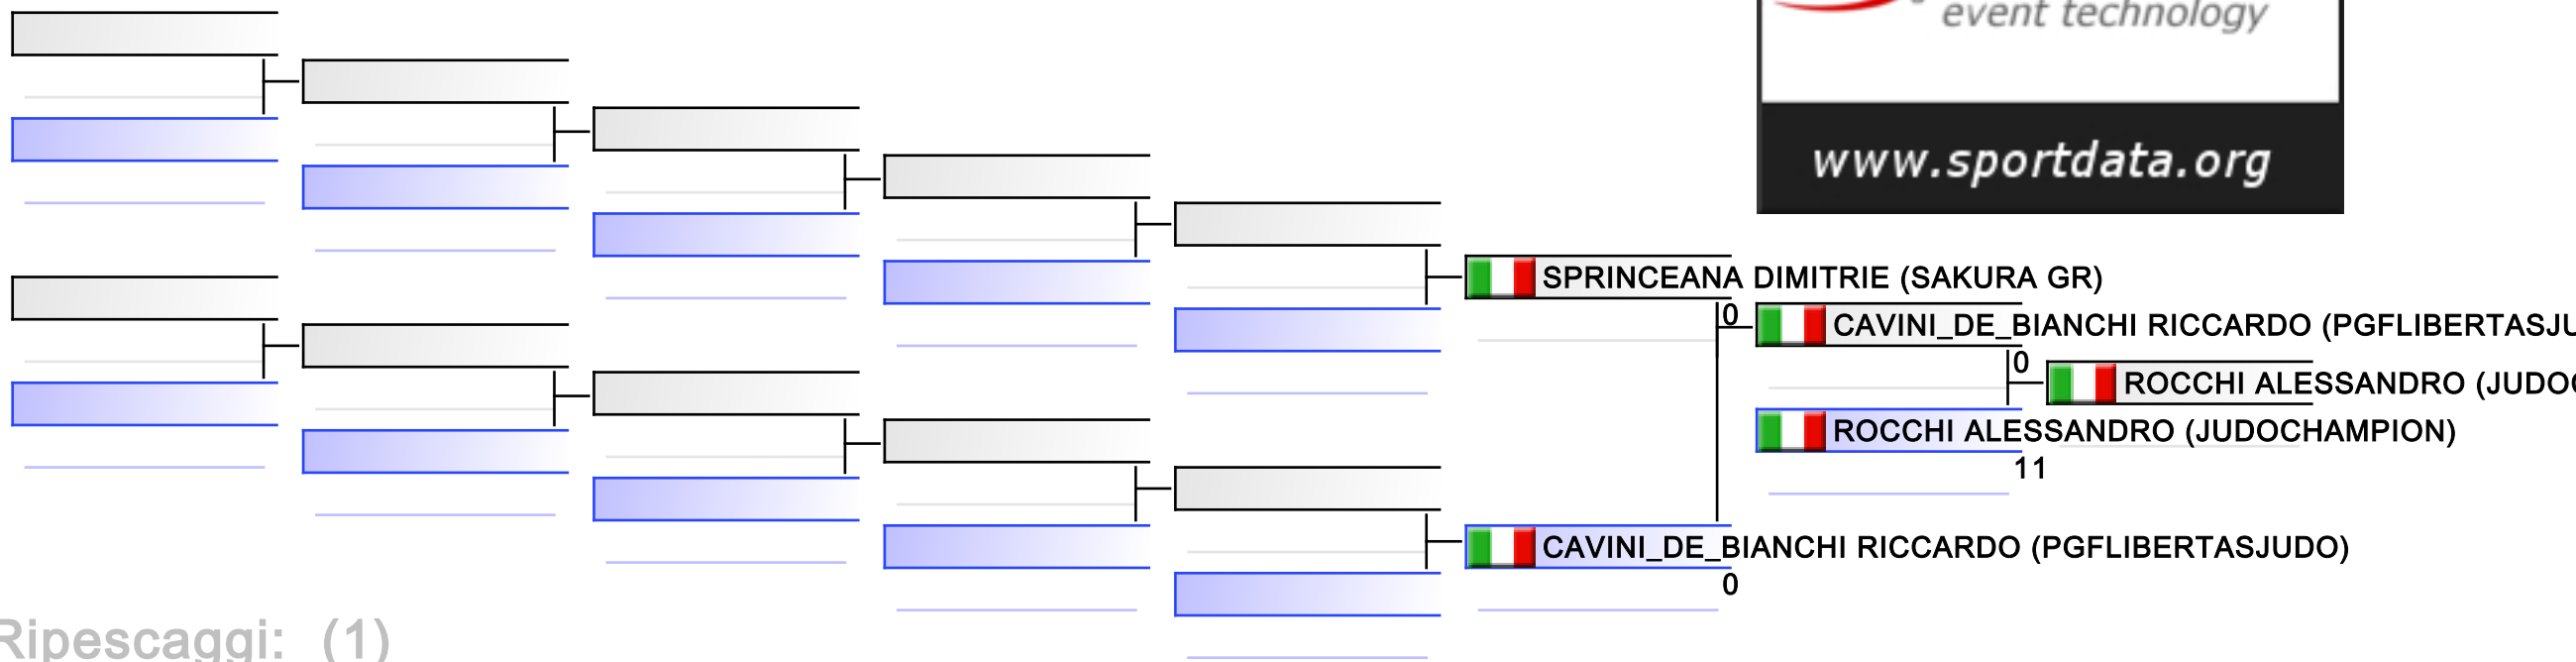 event technology
www.sportdata.org
SPRINCEANA DIMITRIE (SAKURA GR)
0
CAVINI_DE_BIANCHI RICCARDO (PGFLIBERTASJU
0
ROCCHI ALESSANDRO (JUDOC
ROCCHI ALESSANDRO (JUDOCHAMPION)
11
CAVINI_DE_BIANCHI RICCARDO (PGFLIBERTASJUDO)
0
Ripescaggi: (1)